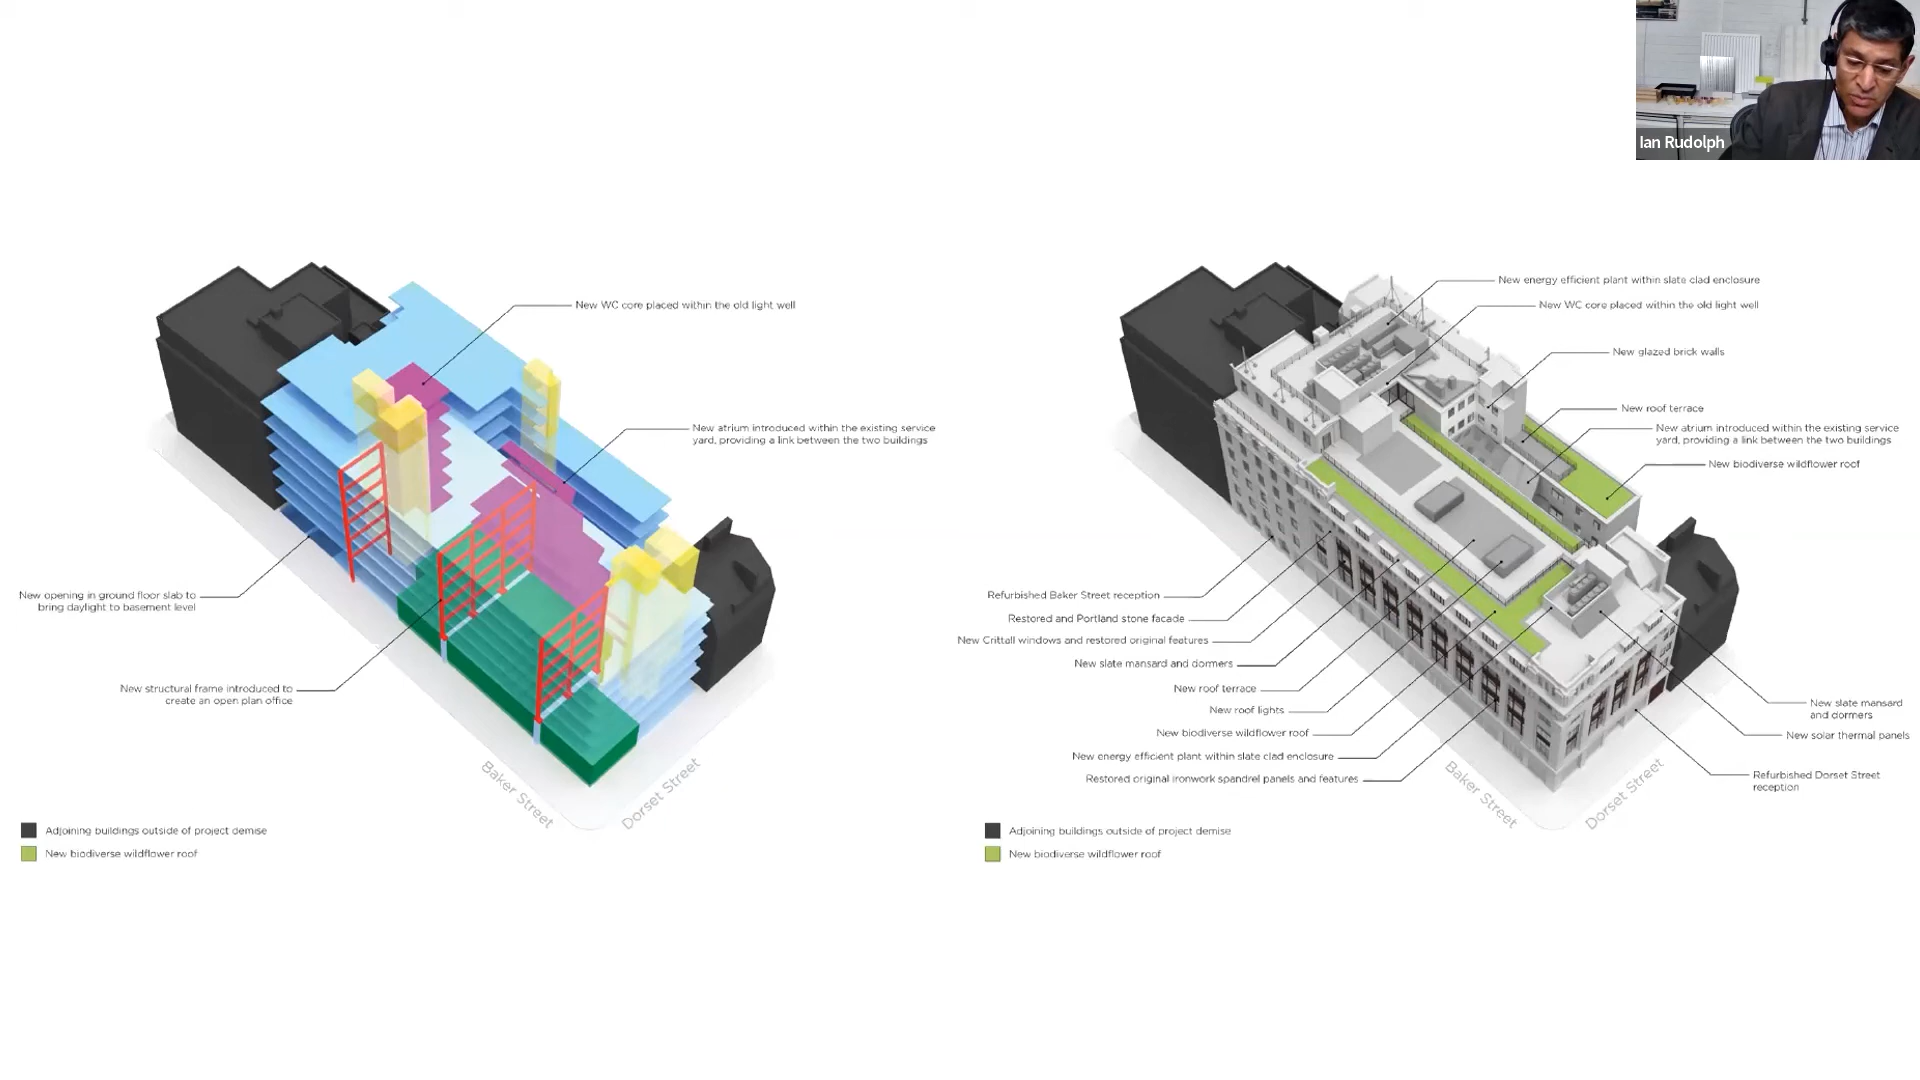 Ian Rudolph
New WC core placed within the old light well
New atrium introduced within the existing service
yard, providing a link between the two buildings
New opening in ground floor slab to
bring daylight to basement level
New structural frame introduced to
create an open plan office
Baker Street
Dorset Street
Adjoining buildings outside of project demise
New biodiverse wildflower roof
New energy efficient plant within slate clad enclosure
New WC core placed within the old light well
New glazed brick walls
New roof terrace
New atrium introduced within the existing service
yard, providing a link between the two buildings
New biodiverse wildflower roof
Refurbished Baker Street reception
Restored and Portland stone facade
New Crittall windows and restored original features
New slate mansard and dormers
New roof terrace
New roof lights
New biodiverse wildflower roof
New energy efficient plant within slate clad enclosure
Restored original ironwork spandrel panels and features
New slate mansard
and dormers
New solar thermal panels
Refurbished Dorset Street
reception
Baker Street
Dorset Street
Adjoining buildings outside of project demise
New biodiverse wildflower roof